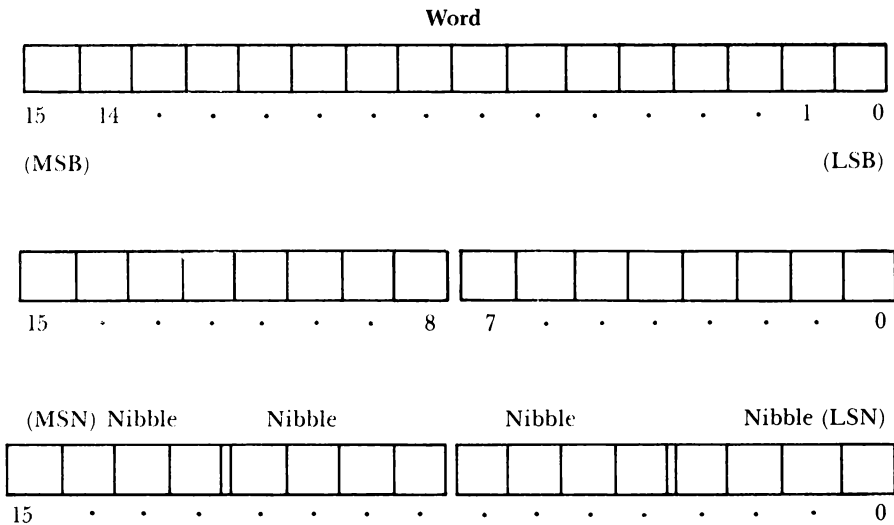 Word
15 14 · · · · · · · · · · · · 1 0
(MSB) (LSB)
15 · · · · · · 8 7 · · · · · · 0
(MSN) Nibble Nibble Nibble Nibble (LSN)
15 · · · · · · · · · · · · · · 0